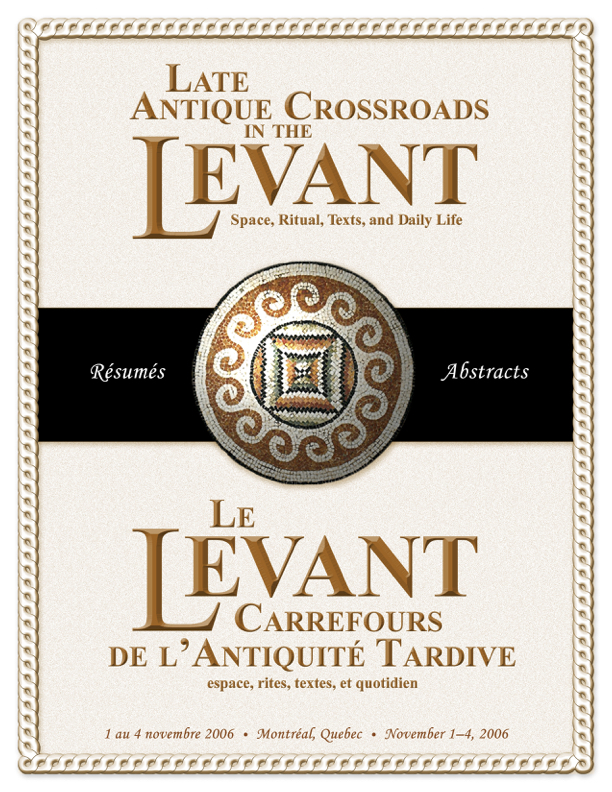 LATE
ANTIQUE CROSSROADS
IN THE
LEVANT
Space, Ritual, Texts, and Daily Life
Résumés
Abstracts
LE
LEVANT
CARREFOURS
DE L’ANTIQUITÉ TARDIVE
espace, rites, textes, et quotidien
1 au 4 novembre 2006 • Montréal, Quebec • November 1–4, 2006